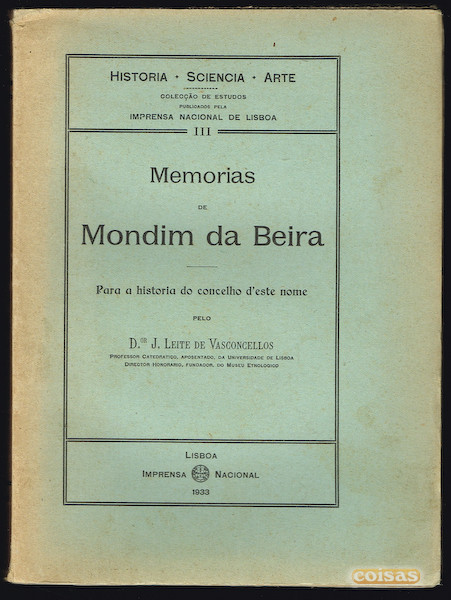 HISTORIA • SCIENCIA • ARTE
COLECÇÃO DE ESTUDOS
PUBLICADOS PELA
IMPRENSA NACIONAL DE LISBOA
III
Memorias
DE
Mondim da Beira
Para a historia do concelho d'este nome
PELO
D.ᵒʳ J. LEITE DE VASCONCELLOS
PROFESSOR CATEDRATICO, APOSENTADO, DA UNIVERSIDADE DE LISBOA
DIRECTOR HONORARIO, FUNDADOR, DO MUSEU ETNOLOGICO
LISBOA
IMPRENSA NACIONAL
1933
coisas